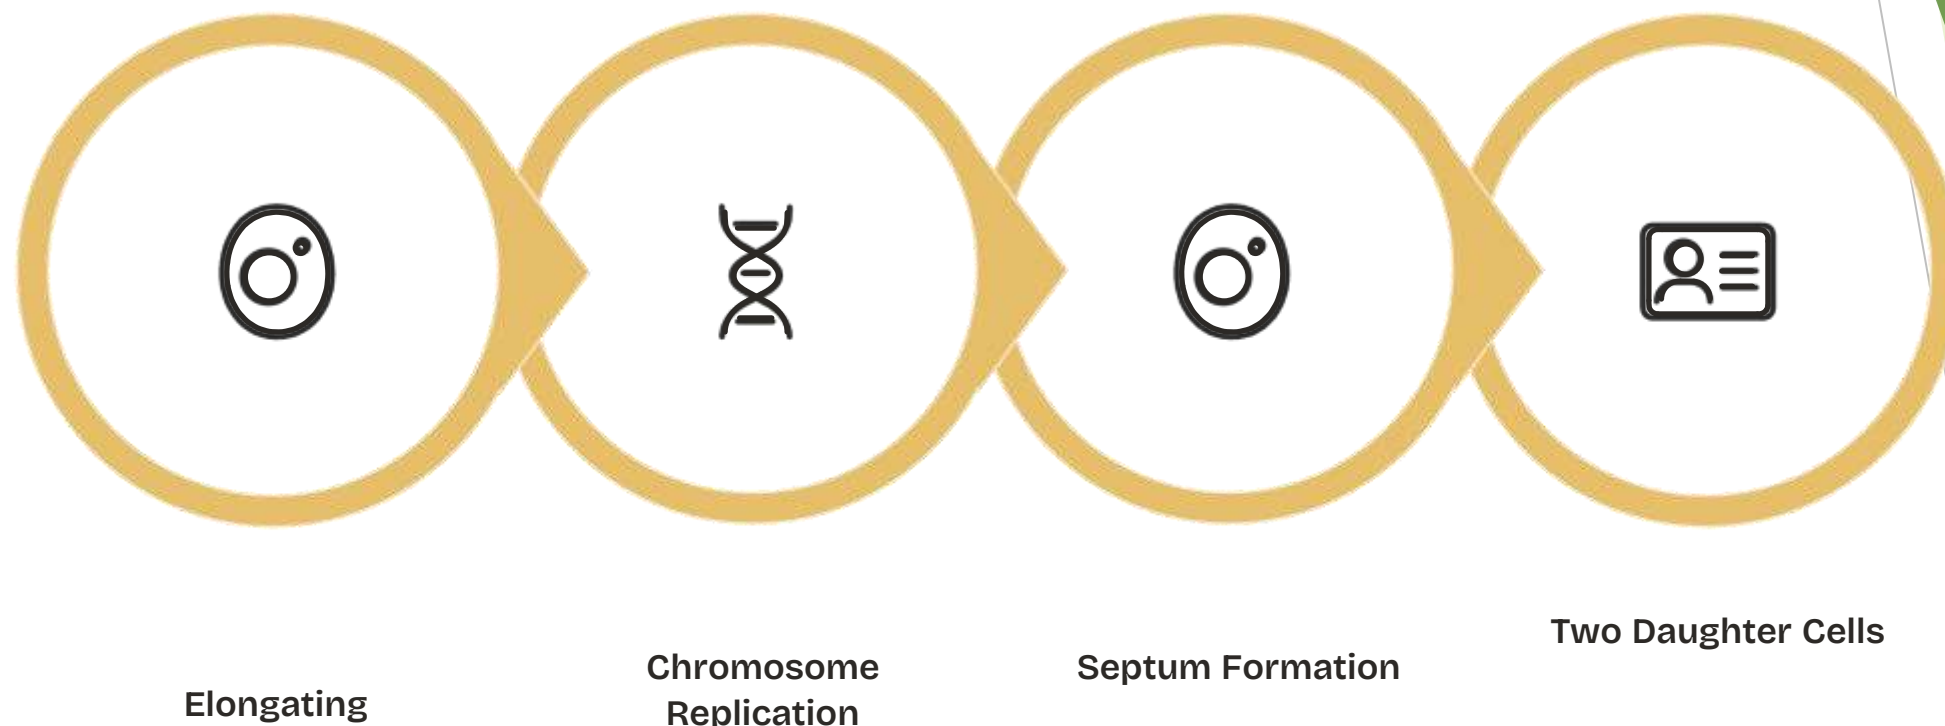 Elongating
Chromosome
Replication
Septum Formation
Two Daughter Cells